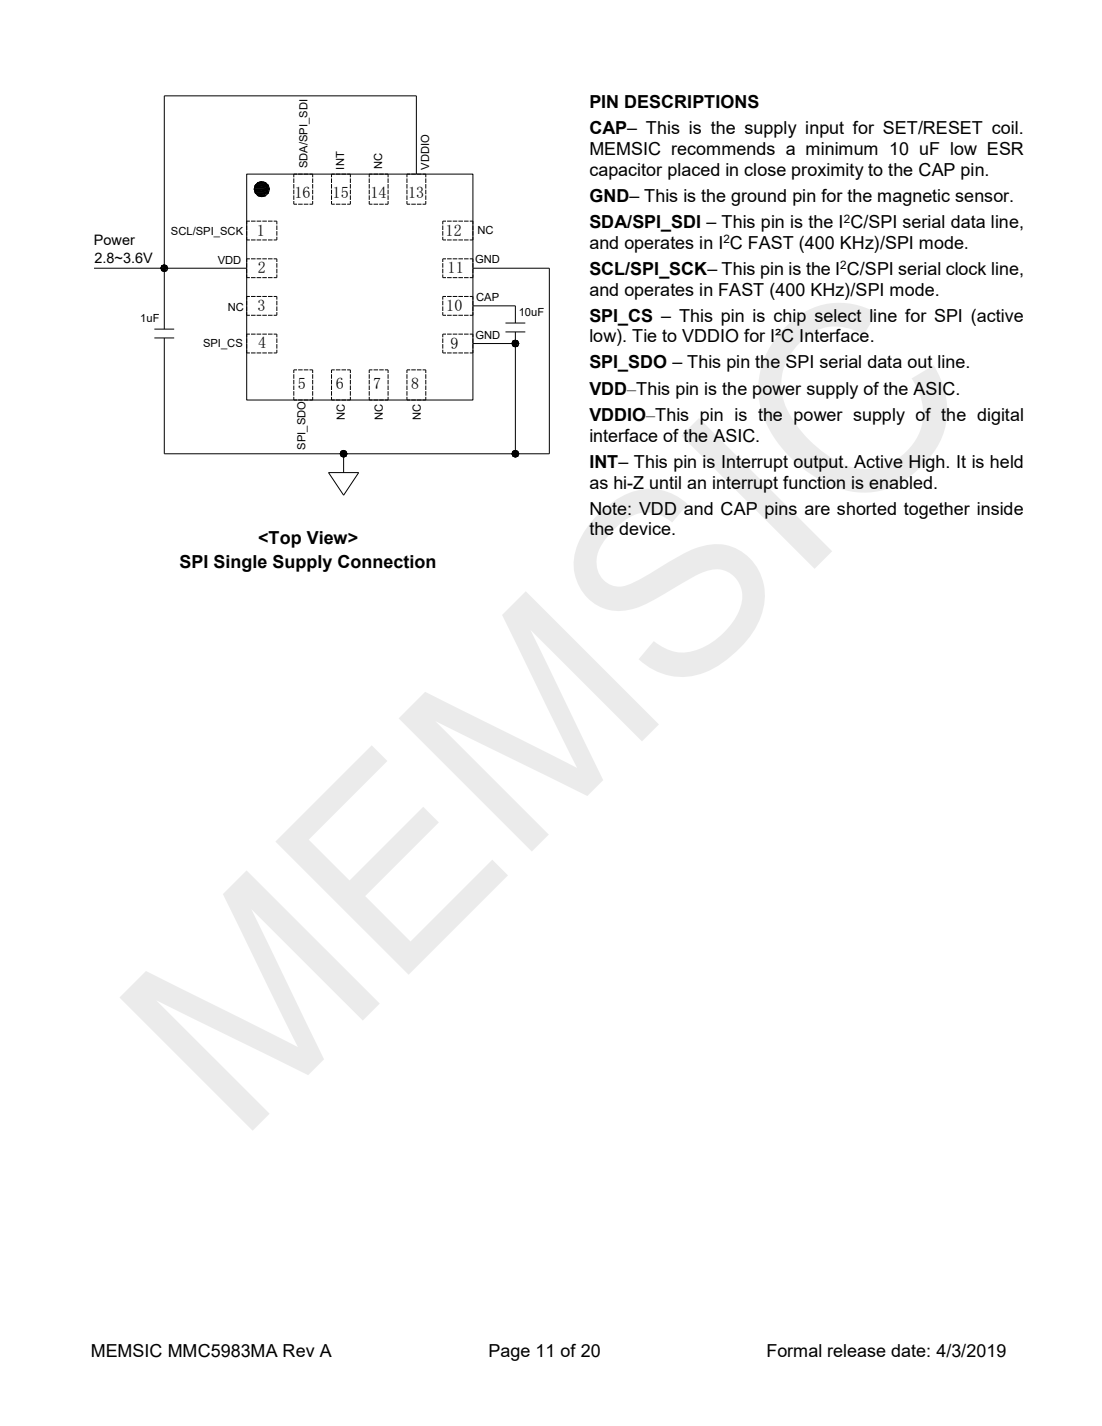 SDA/SPI_SDI
INT
NC
VDDIO
16
15
14
13
SCL/SPI_SCK
1
12
NC
Power
2.8~3.6V
VDD
2
11
GND
NC
3
10
CAP
10uF
1uF
SPI_CS
4
9
GND
5
6
7
8
SPI_SDO
NC
NC
NC
<Top View>
SPI Single Supply Connection
PIN DESCRIPTIONS
CAP– This is the supply input for SET/RESET coil.
MEMSIC recommends a minimum 10 uF low ESR
capacitor placed in close proximity to the CAP pin.
GND– This is the ground pin for the magnetic sensor.
SDA/SPI_SDI – This pin is the I²C/SPI serial data line,
and operates in I²C FAST (400 KHz)/SPI mode.
SCL/SPI_SCK– This pin is the I²C/SPI serial clock line,
and operates in FAST (400 KHz)/SPI mode.
SPI_CS – This pin is chip select line for SPI (active
low). Tie to VDDIO for I²C Interface.
SPI_SDO – This pin the SPI serial data out line.
VDD–This pin is the power supply of the ASIC.
VDDIO–This pin is the power supply of the digital
interface of the ASIC.
INT– This pin is Interrupt output. Active High. It is held
as hi-Z until an interrupt function is enabled.
Note: VDD and CAP pins are shorted together inside
the device.
MEMSIC
MEMSIC MMC5983MA Rev A
Page 11 of 20
Formal release date: 4/3/2019